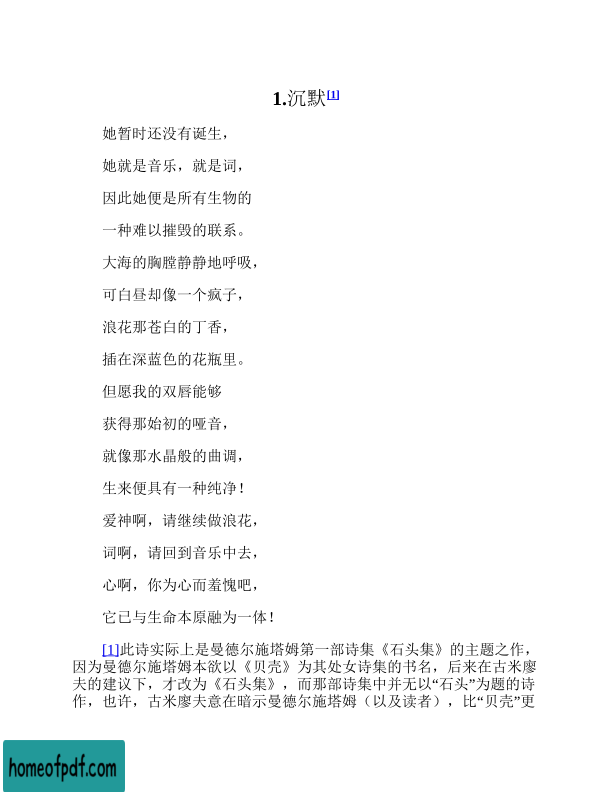 1.沉默[1]
她暂时还没有诞生，
她就是音乐，就是词，
因此她便是所有生物的
一种难以摧毁的联系。
大海的胸膛静静地呼吸，
可白昼却像一个疯子，
浪花那苍白的丁香，
插在深蓝色的花瓶里。
但愿我的双唇能够
获得那始初的哑音，
就像那水晶般的曲调，
生来便具有一种纯净！
爱神啊，请继续做浪花，
词啊，请回到音乐中去，
心啊，你为心而羞愧吧，
它已与生命本原融为一体！
[1]此诗实际上是曼德尔施塔姆第一部诗集《石头集》的主题之作，
因为曼德尔施塔姆本欲以《贝壳》为其处女诗集的书名，后来在古米廖
夫的建议下，才改为《石头集》，而那部诗集中并无以“石头”为题的诗
作，也许，古米廖夫意在暗示曼德尔施塔姆（以及读者），比“贝壳”更
homeofpdf.com